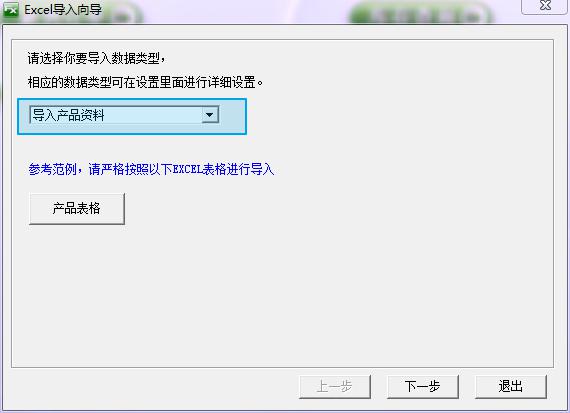 Excel导入向导
请选择你要导入数据类型，
相应的数据类型可在设置里面进行详细设置。
导入产品资料
参考范例，请严格按照以下EXCEL表格进行导入
产品表格
上一步
下一步
退出